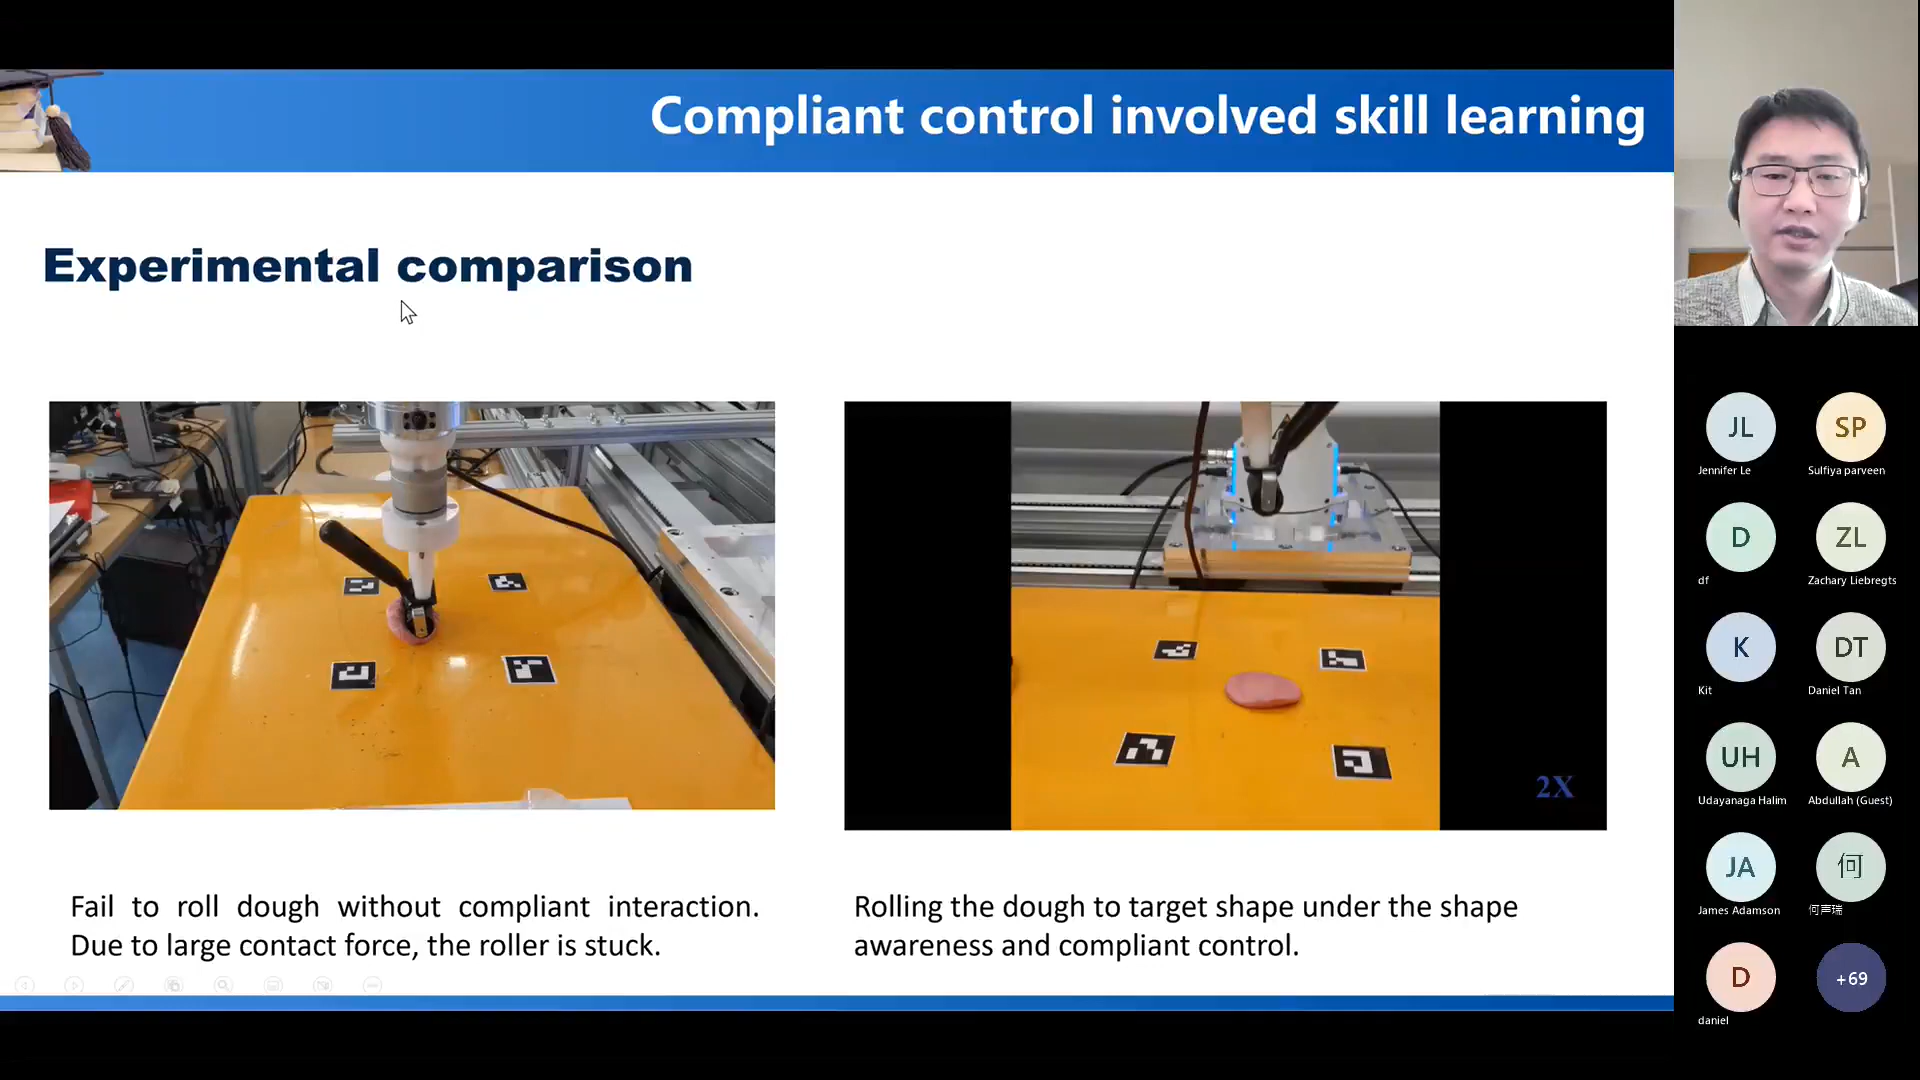 Compliant control involved skill learning
Experimental comparison
2X
Fail to roll dough without compliant interaction.
Due to large contact force, the roller is stuck.
Rolling the dough to target shape under the shape
awareness and compliant control.
JL
SP
Jennifer Le
Sulfiya parveen
D
ZL
df
Zachary Liebregts
K
DT
Kit
Daniel Tan
UH
A
Udayanaga Halim
Abdullah (Guest)
JA
何
James Adamson
何声瑞
D
+69
daniel